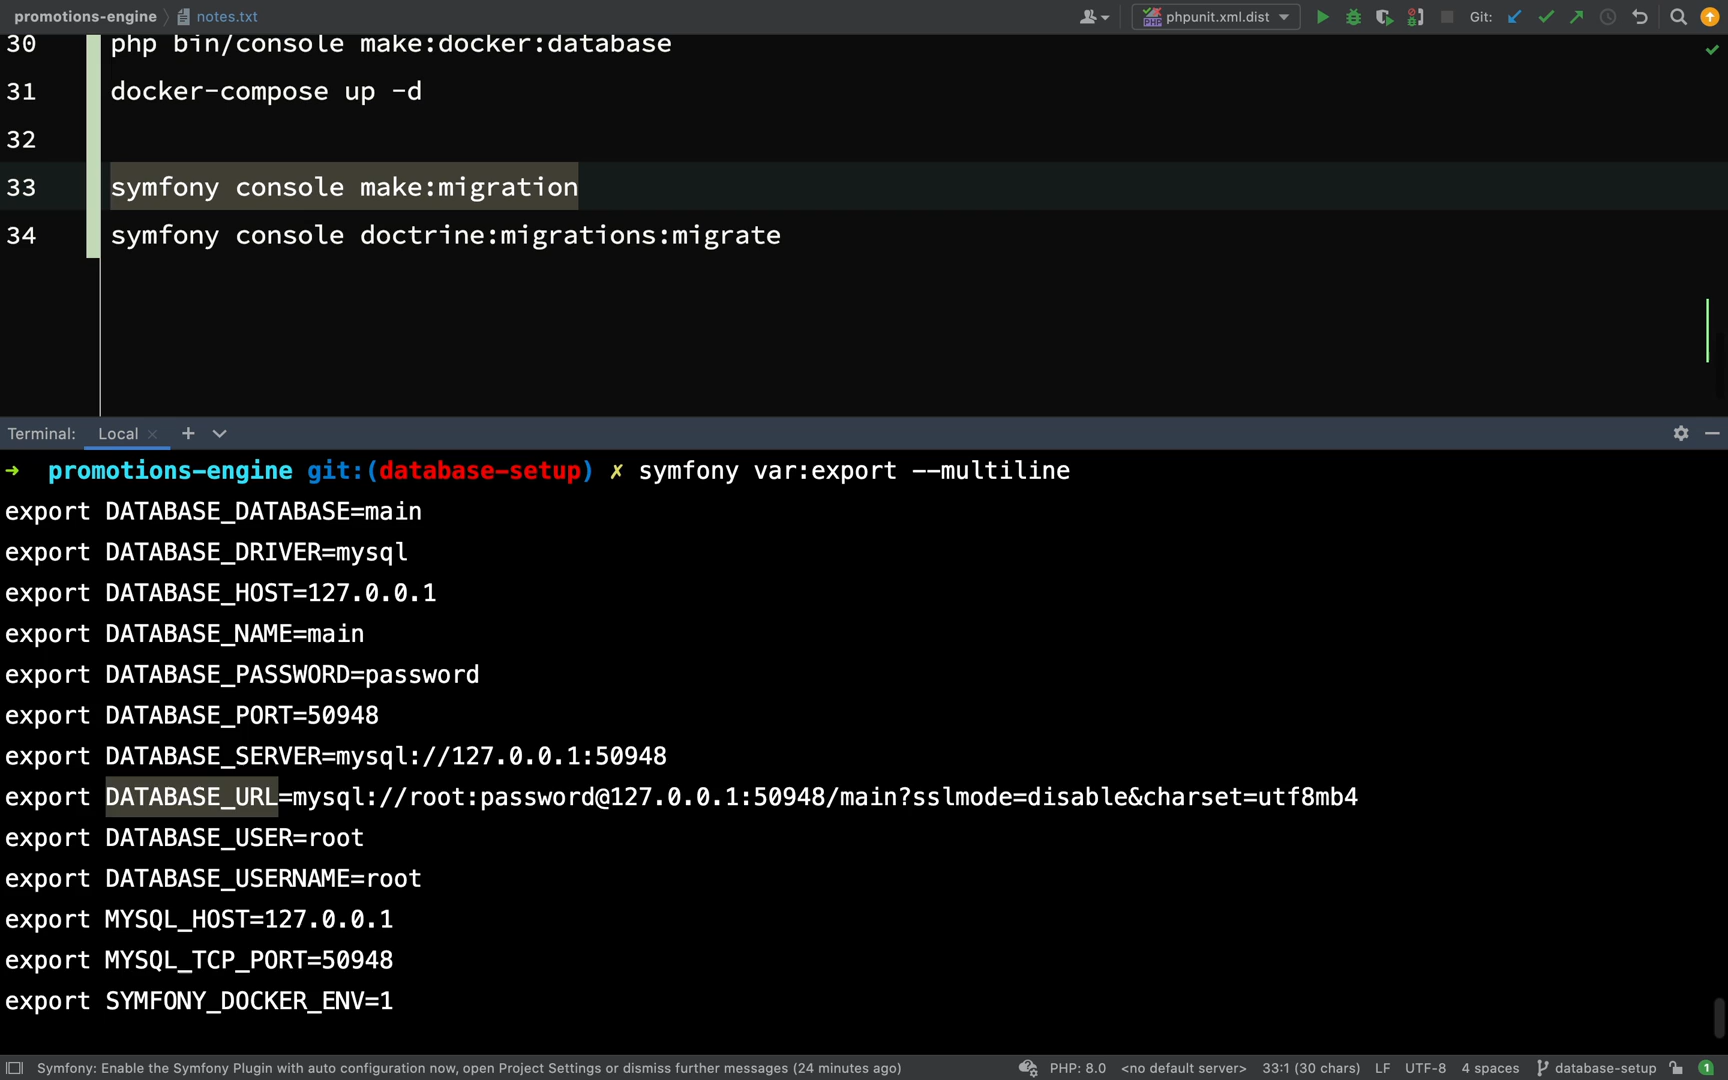 promotions-engine notes.txt phpunit.xml.dist Git:
30 php bin/console make:docker:database
31 docker-compose up -d
32
33 symfony console make:migration
34 symfony console doctrine:migrations:migrate
Terminal: Local
→ promotions-engine git:(database-setup) ✗ symfony var:export --multiline
export DATABASE_DATABASE=main
export DATABASE_DRIVER=mysql
export DATABASE_HOST=127.0.0.1
export DATABASE_NAME=main
export DATABASE_PASSWORD=password
export DATABASE_PORT=50948
export DATABASE_SERVER=mysql://127.0.0.1:50948
export DATABASE_URL=mysql://root:password@127.0.0.1:50948/main?sslmode=disable&charset=utf8mb4
export DATABASE_USER=root
export DATABASE_USERNAME=root
export MYSQL_HOST=127.0.0.1
export MYSQL_TCP_PORT=50948
export SYMFONY_DOCKER_ENV=1
Symfony: Enable the Symfony Plugin with auto configuration now, open Project Settings or dismiss further messages (24 minutes ago) PHP: 8.0 <no default server> 33:1 (30 chars) LF UTF-8 4 spaces database-setup 1